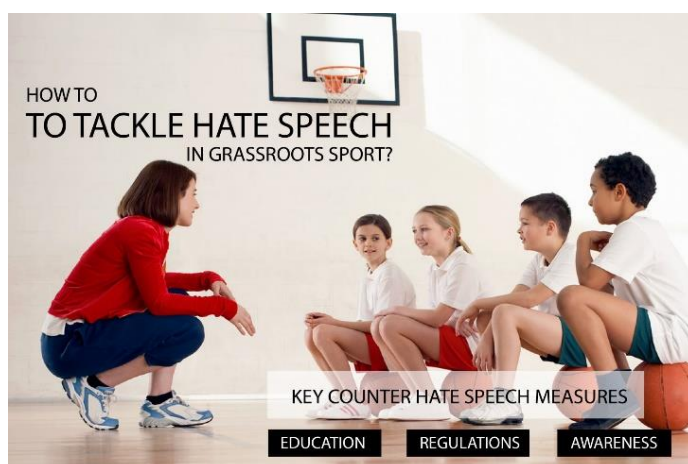 HOW TO
TO TACKLE HATE SPEECH
IN GRASSROOTS SPORT?
KEY COUNTER HATE SPEECH MEASURES
EDUCATION REGULATIONS AWARENESS